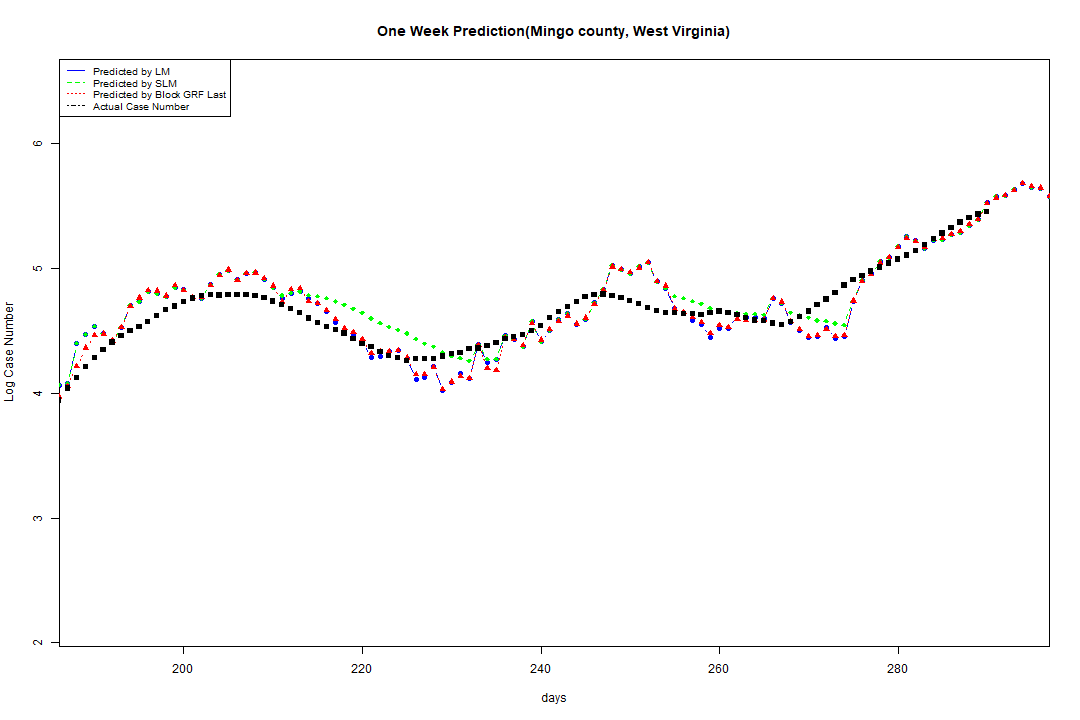 One Week Prediction(Mingo county, West Virginia)
Predicted by LM
Predicted by SLM
Predicted by Block GRF Last
Actual Case Number
Log Case Number
6
5
4
3
2
200 220 240 260 280
days